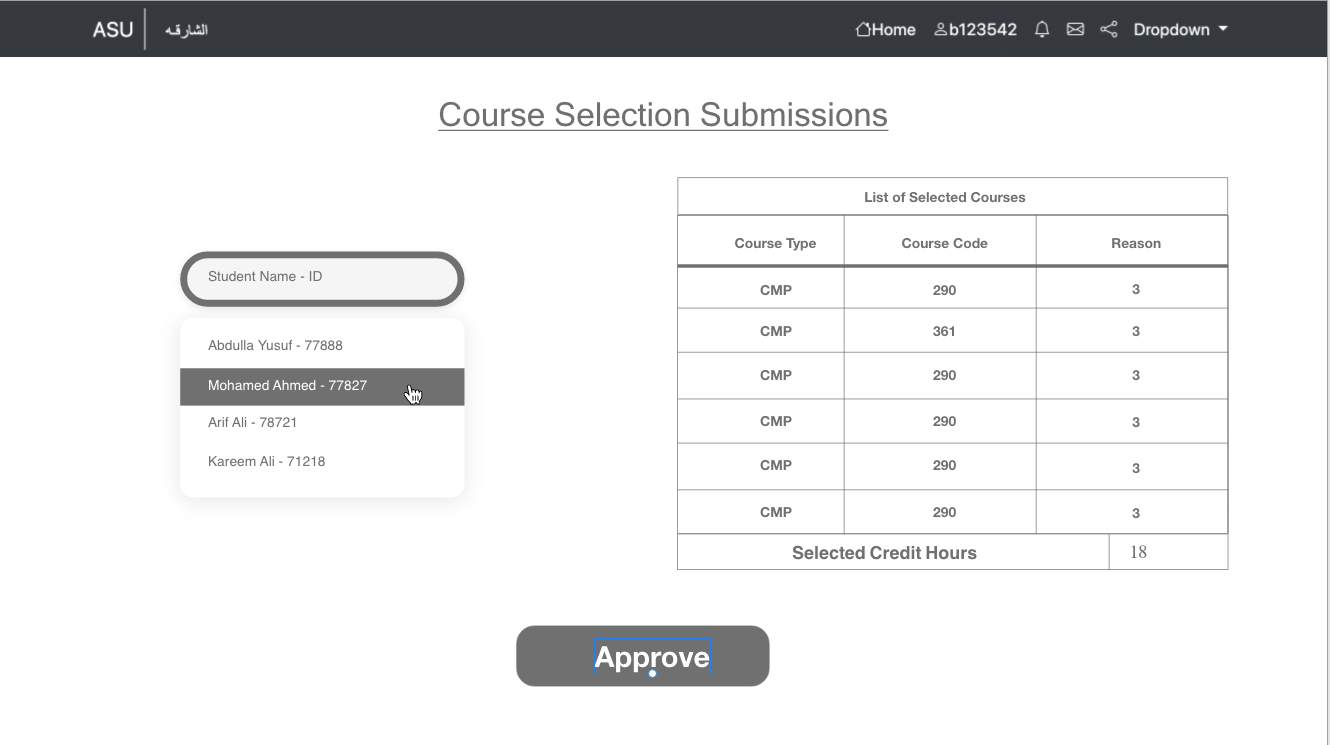 ASU الشارقه Home b123542 Dropdown
Course Selection Submissions
Student Name - ID
Abdulla Yusuf - 77888
Mohamed Ahmed - 77827
Arif Ali - 78721
Kareem Ali - 71218
List of Selected Courses
Course Type Course Code Reason
CMP 290 3
CMP 361 3
CMP 290 3
CMP 290 3
CMP 290 3
CMP 290 3
Selected Credit Hours 18
Approve